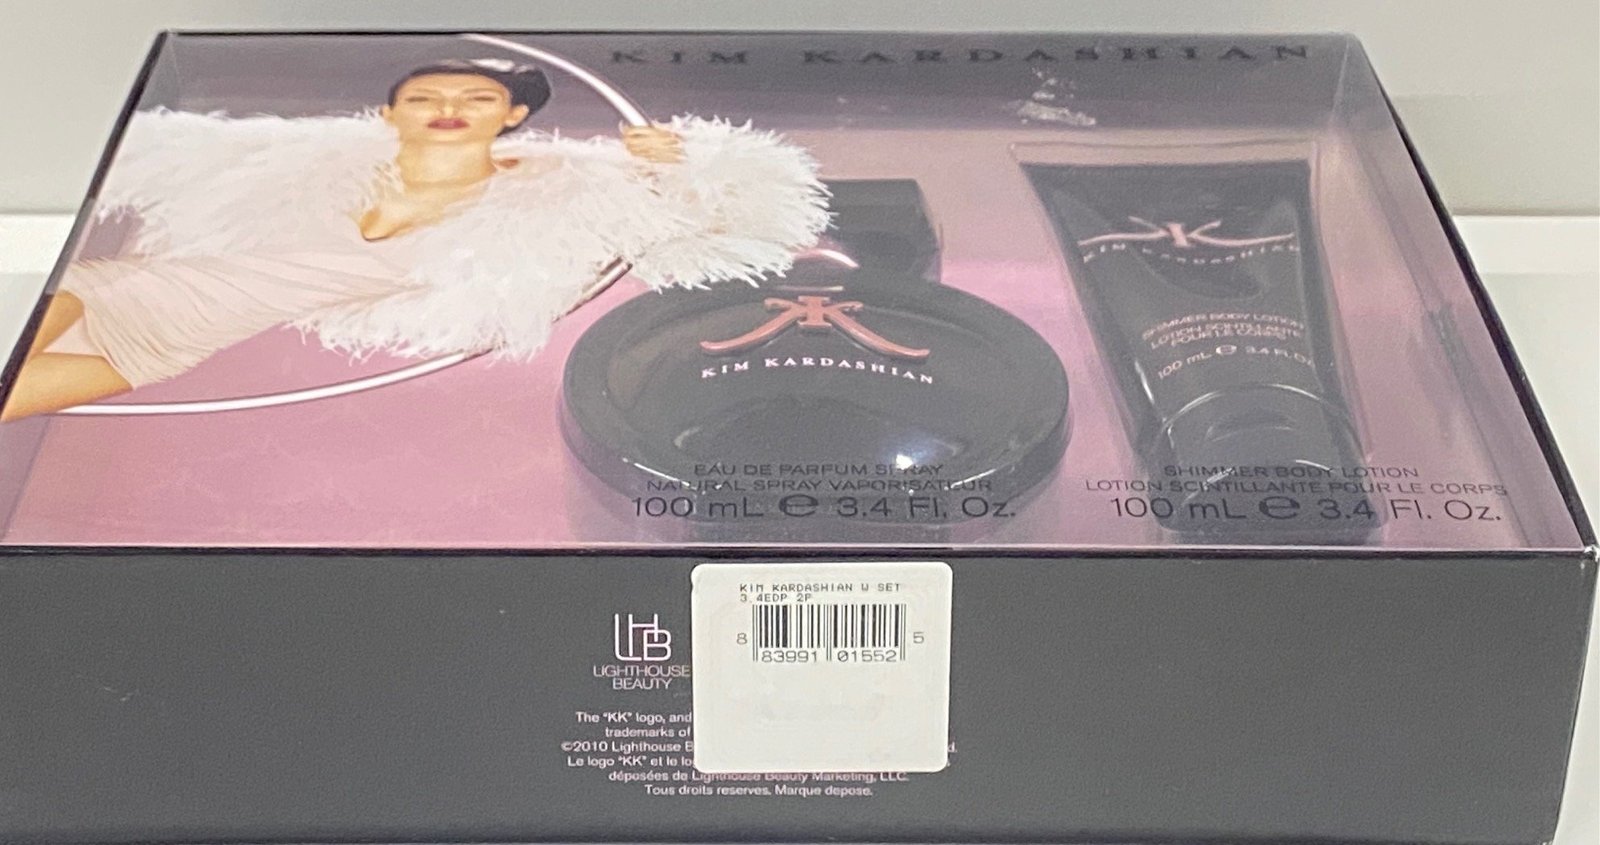 KIM KARDASHIAN
KIM KARDASHIAN
SHIMMER BODY LOTION
LOTION SCINTILLANTE
POUR LE CORPS
100 mL e 3.4 FL. OZ.
KK
KIM KARDASHIAN
EAU DE PARFUM SPRAY
NATURAL SPRAY VAPORISATEUR
100 mL e 3.4 Fl. Oz.
SHIMMER BODY LOTION
LOTION SCINTILLANTE POUR LE CORPS
100 mL e 3.4 Fl. Oz.
KIM KARDASHIAN W SET
3.4EDP 2P
8 83991 01552 5
LHB
LIGHTHOUSE
BEAUTY
The "KK" logo, and
trademarks of
©2010 Lighthouse B d.
Le logo "KK" et le lo
déposées de Lighthouse Beauty Marketing, LLC.
Tous droits reserves. Marque depose.